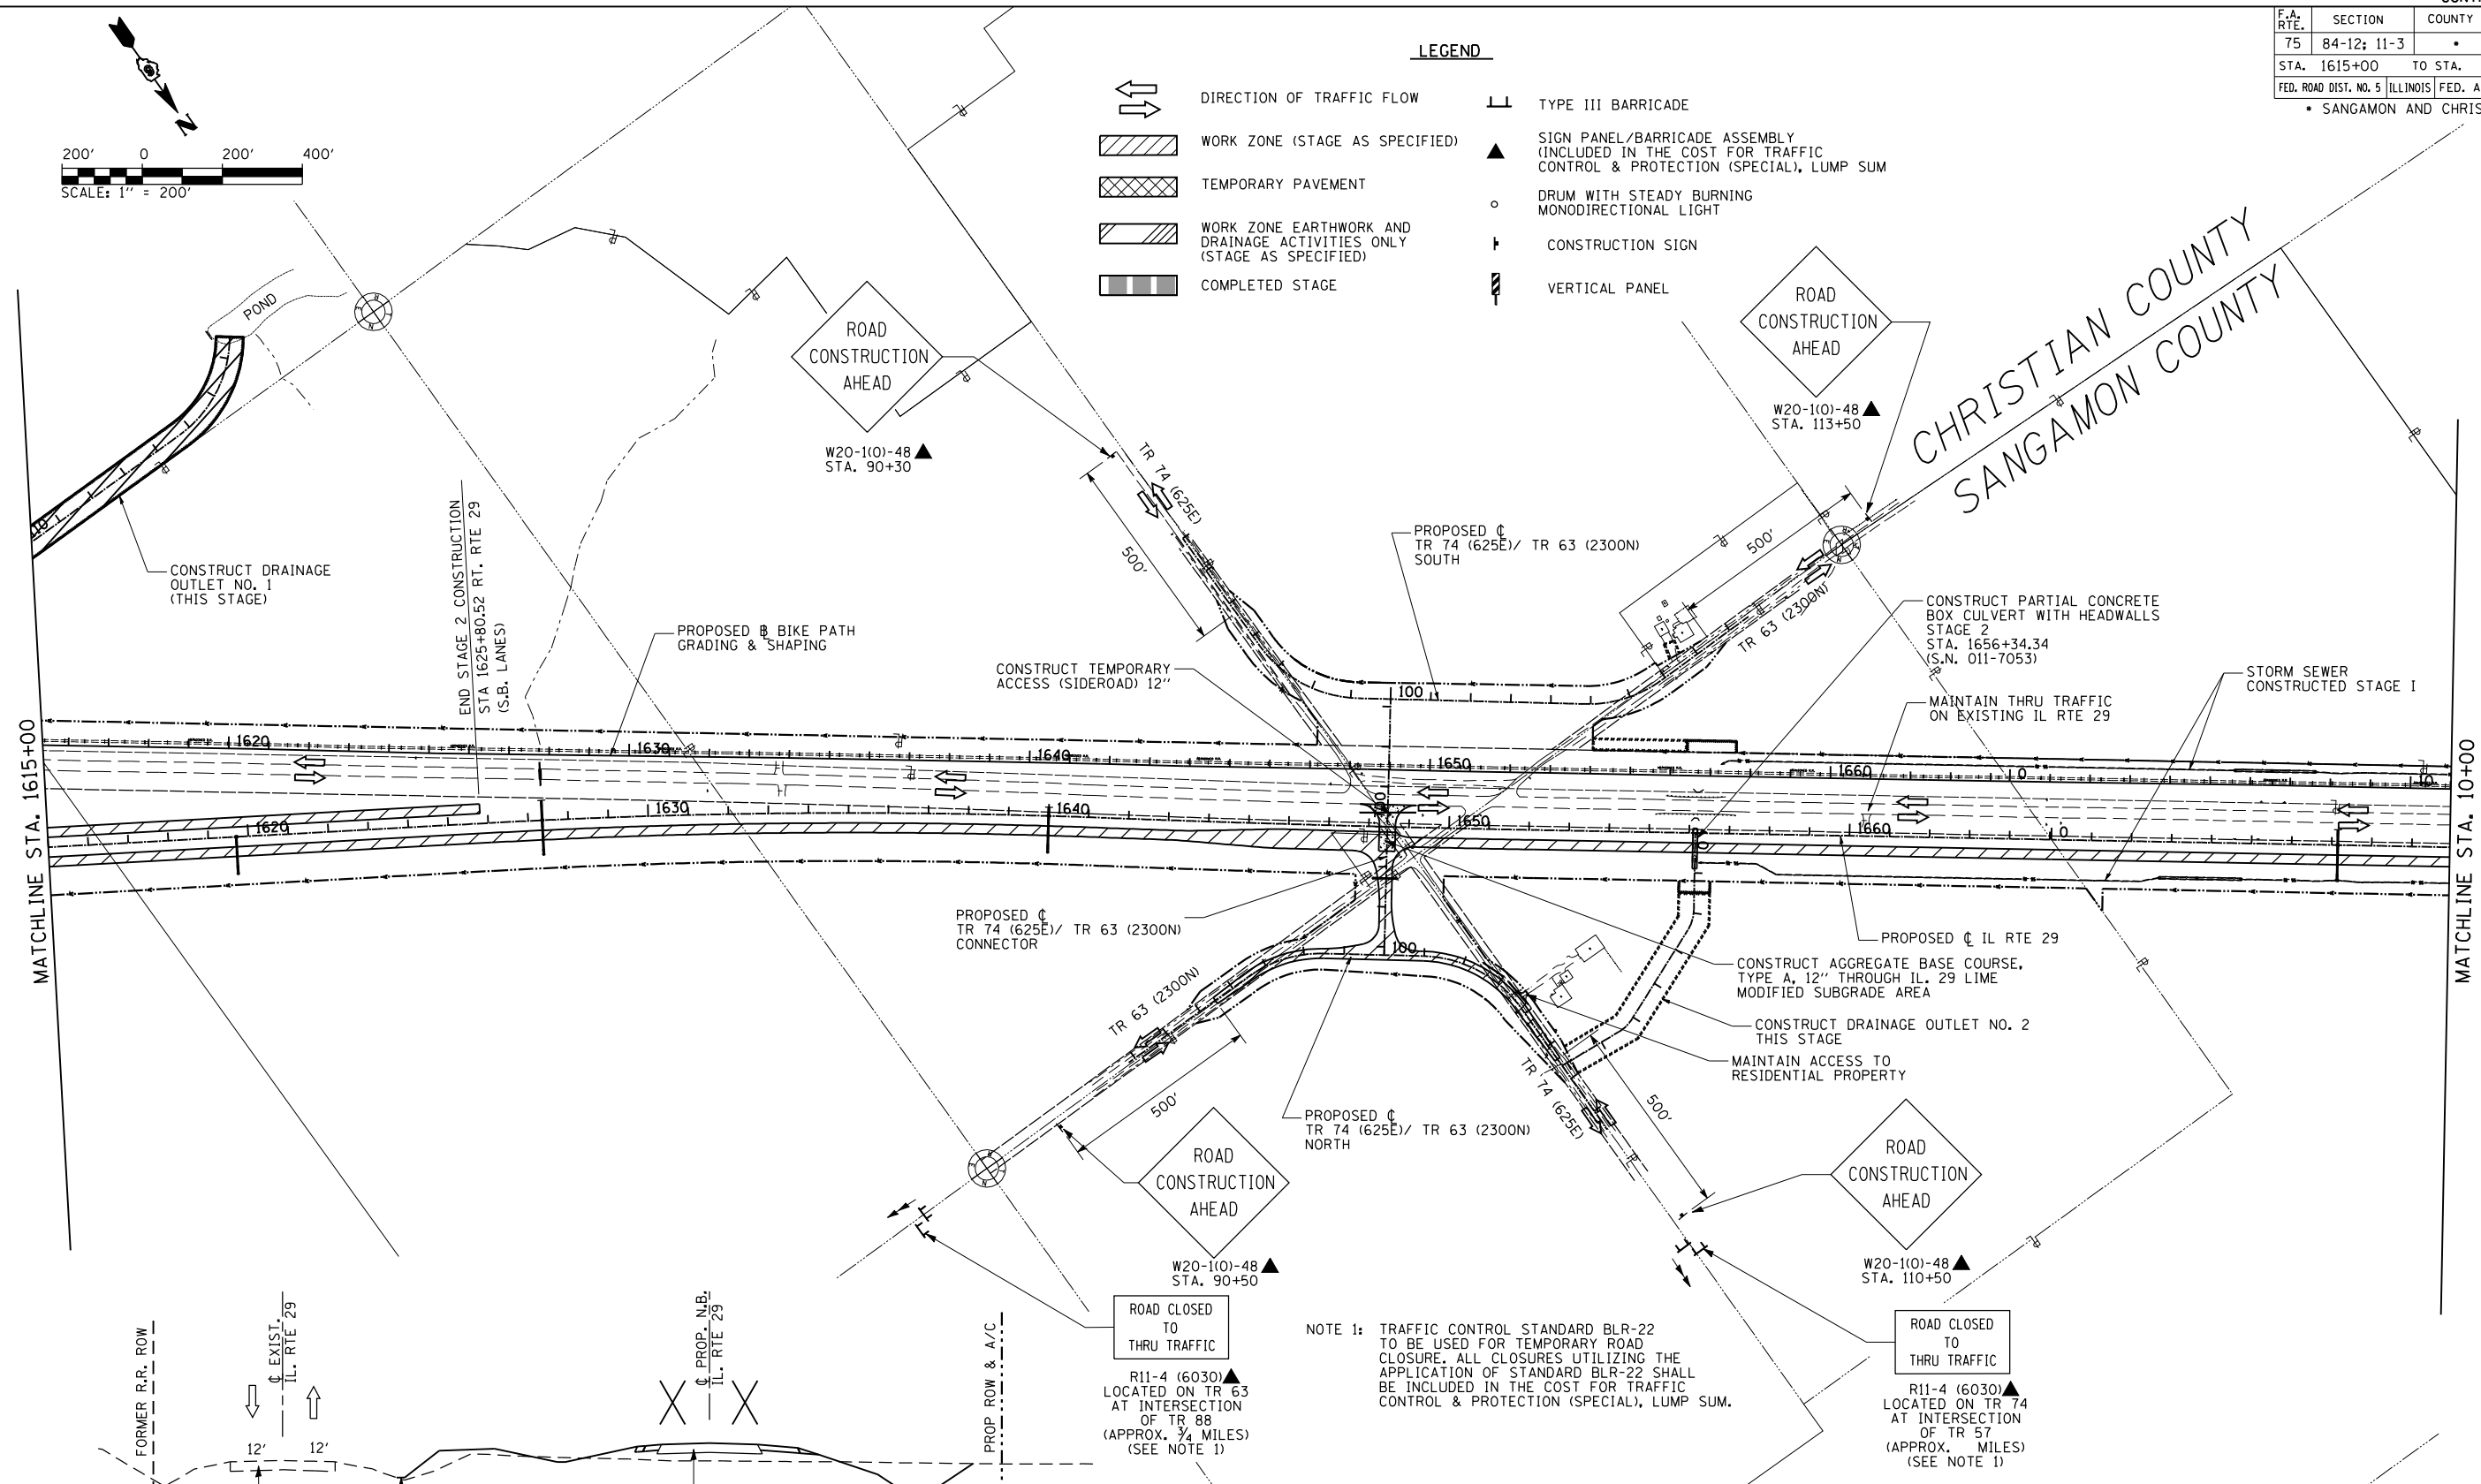 F.A. RTE.
SECTION
COUNTY
75
84-12; 11-3
•
STA. 1615+00 TO STA.
FED. ROAD DIST. NO. 5
ILLINOIS
FED. A
• SANGAMON AND CHRIS
N
200' 0 200' 400'
SCALE: 1'' = 200'
LEGEND
DIRECTION OF TRAFFIC FLOW
WORK ZONE (STAGE AS SPECIFIED)
TEMPORARY PAVEMENT
WORK ZONE EARTHWORK AND
DRAINAGE ACTIVITIES ONLY
(STAGE AS SPECIFIED)
COMPLETED STAGE
TYPE III BARRICADE
SIGN PANEL/BARRICADE ASSEMBLY
(INCLUDED IN THE COST FOR TRAFFIC
CONTROL & PROTECTION (SPECIAL), LUMP SUM
DRUM WITH STEADY BURNING
MONODIRECTIONAL LIGHT
CONSTRUCTION SIGN
VERTICAL PANEL
POND
ROAD
CONSTRUCTION
AHEAD
W20-1(O)-48
STA. 90+30
ROAD
CONSTRUCTION
AHEAD
W20-1(O)-48
STA. 113+50
CHRISTIAN COUNTY
SANGAMON COUNTY
TR 74 (625E)
500'
PROPOSED ℄
TR 74 (625E)/ TR 63 (2300N)
SOUTH
500'
TR 63 (2300N)
CONSTRUCT DRAINAGE
OUTLET NO. 1
(THIS STAGE)
END STAGE 2 CONSTRUCTION
STA 1625+80.52 RT. RTE 29
(S.B. LANES)
PROPOSED BL BIKE PATH
GRADING & SHAPING
CONSTRUCT TEMPORARY
ACCESS (SIDEROAD) 12''
CONSTRUCT PARTIAL CONCRETE
BOX CULVERT WITH HEADWALLS
STAGE 2
STA. 1656+34.34
(S.N. 011-7053)
STORM SEWER
CONSTRUCTED STAGE I
MAINTAIN THRU TRAFFIC
ON EXISTING IL RTE 29
MATCHLINE STA. 1615+00
MATCHLINE STA. 10+00
100
1620
1630
1640
1650
1660
0
10
1620
1630
1640
1650
1660
0
100
PROPOSED ℄
TR 74 (625E)/ TR 63 (2300N)
CONNECTOR
PROPOSED ℄ IL RTE 29
CONSTRUCT AGGREGATE BASE COURSE,
TYPE A, 12'' THROUGH IL. 29 LIME
MODIFIED SUBGRADE AREA
CONSTRUCT DRAINAGE OUTLET NO. 2
THIS STAGE
MAINTAIN ACCESS TO
RESIDENTIAL PROPERTY
TR 63 (2300N)
500'
PROPOSED ℄
TR 74 (625E)/ TR 63 (2300N)
NORTH
TR 74 (625E)
500'
ROAD
CONSTRUCTION
AHEAD
W20-1(O)-48
STA. 90+50
ROAD
CONSTRUCTION
AHEAD
W20-1(O)-48
STA. 110+50
ROAD CLOSED
TO
THRU TRAFFIC
R11-4 (6030)
LOCATED ON TR 63
AT INTERSECTION
OF TR 88
(APPROX. 3/4 MILES)
(SEE NOTE 1)
NOTE 1: TRAFFIC CONTROL STANDARD BLR-22
TO BE USED FOR TEMPORARY ROAD
CLOSURE. ALL CLOSURES UTILIZING THE
APPLICATION OF STANDARD BLR-22 SHALL
BE INCLUDED IN THE COST FOR TRAFFIC
CONTROL & PROTECTION (SPECIAL), LUMP SUM.
ROAD CLOSED
TO
THRU TRAFFIC
R11-4 (6030)
LOCATED ON TR 74
AT INTERSECTION
OF TR 57
(APPROX. MILES)
(SEE NOTE 1)
FORMER R.R. ROW
℄ EXIST.
IL. RTE 29
12' 12'
℄ PROP. N.B.
IL. RTE 29
PROP ROW & A/C